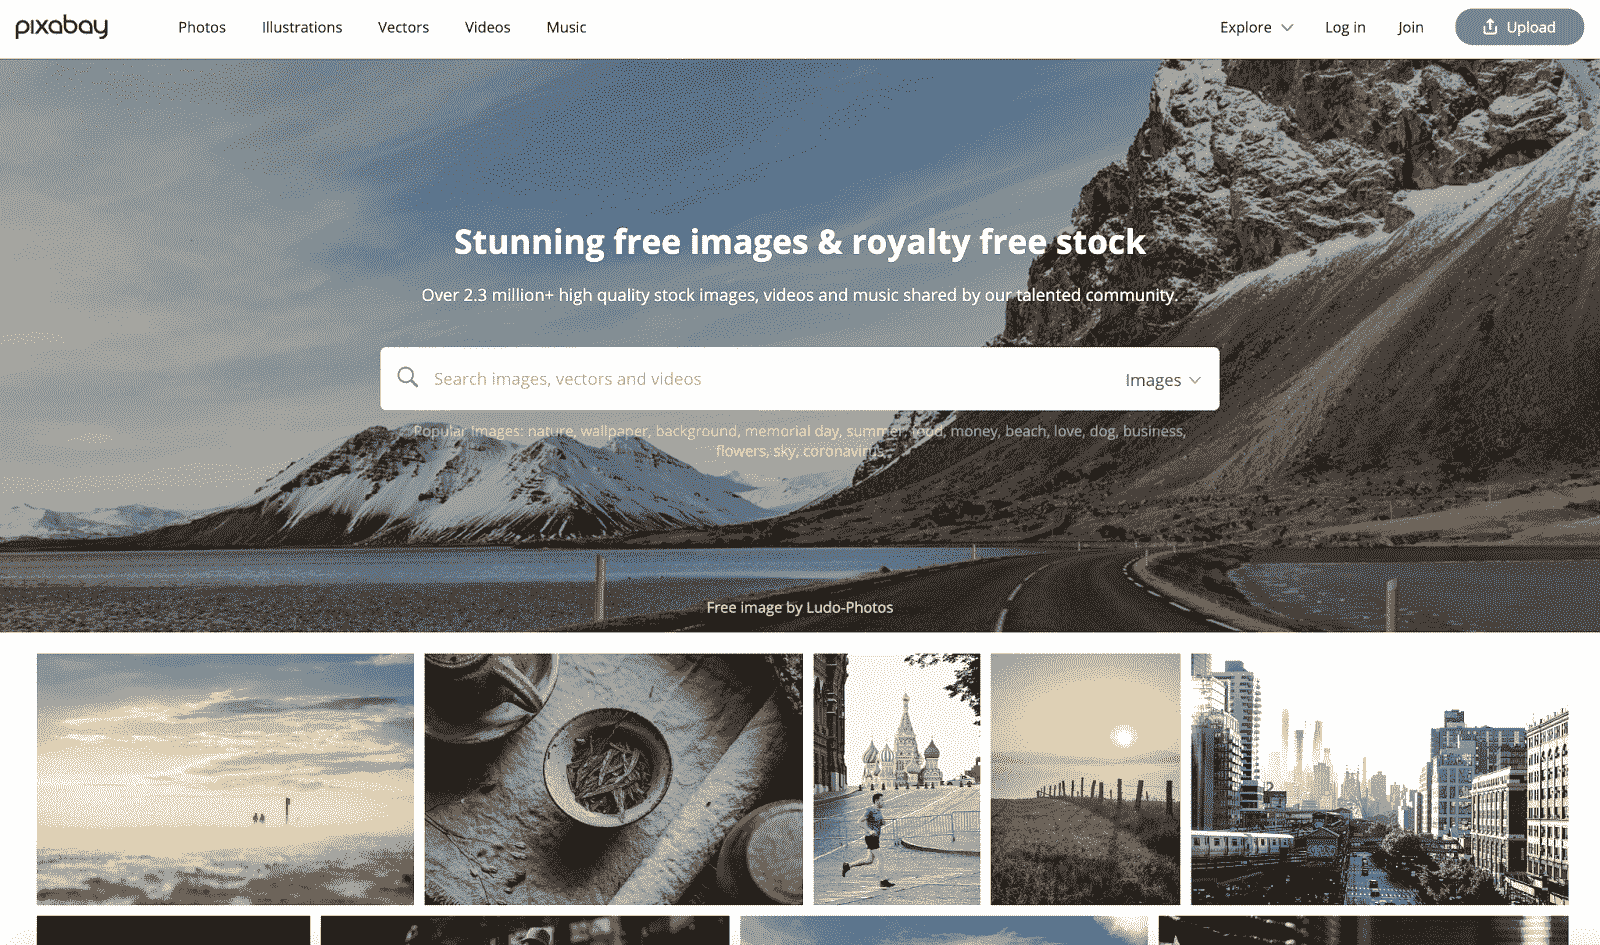 pixabay
Photos Illustrations Vectors Videos Music
Explore Log in Join Upload
Stunning free images & royalty free stock
Over 2.3 million+ high quality stock images, videos and music shared by our talented community.
Search images, vectors and videos
Images
Popular Images: nature, wallpaper, background, memorial day, summer, food, money, beach, love, dog, business,
flowers, sky, coronavirus
Free image by Ludo-Photos